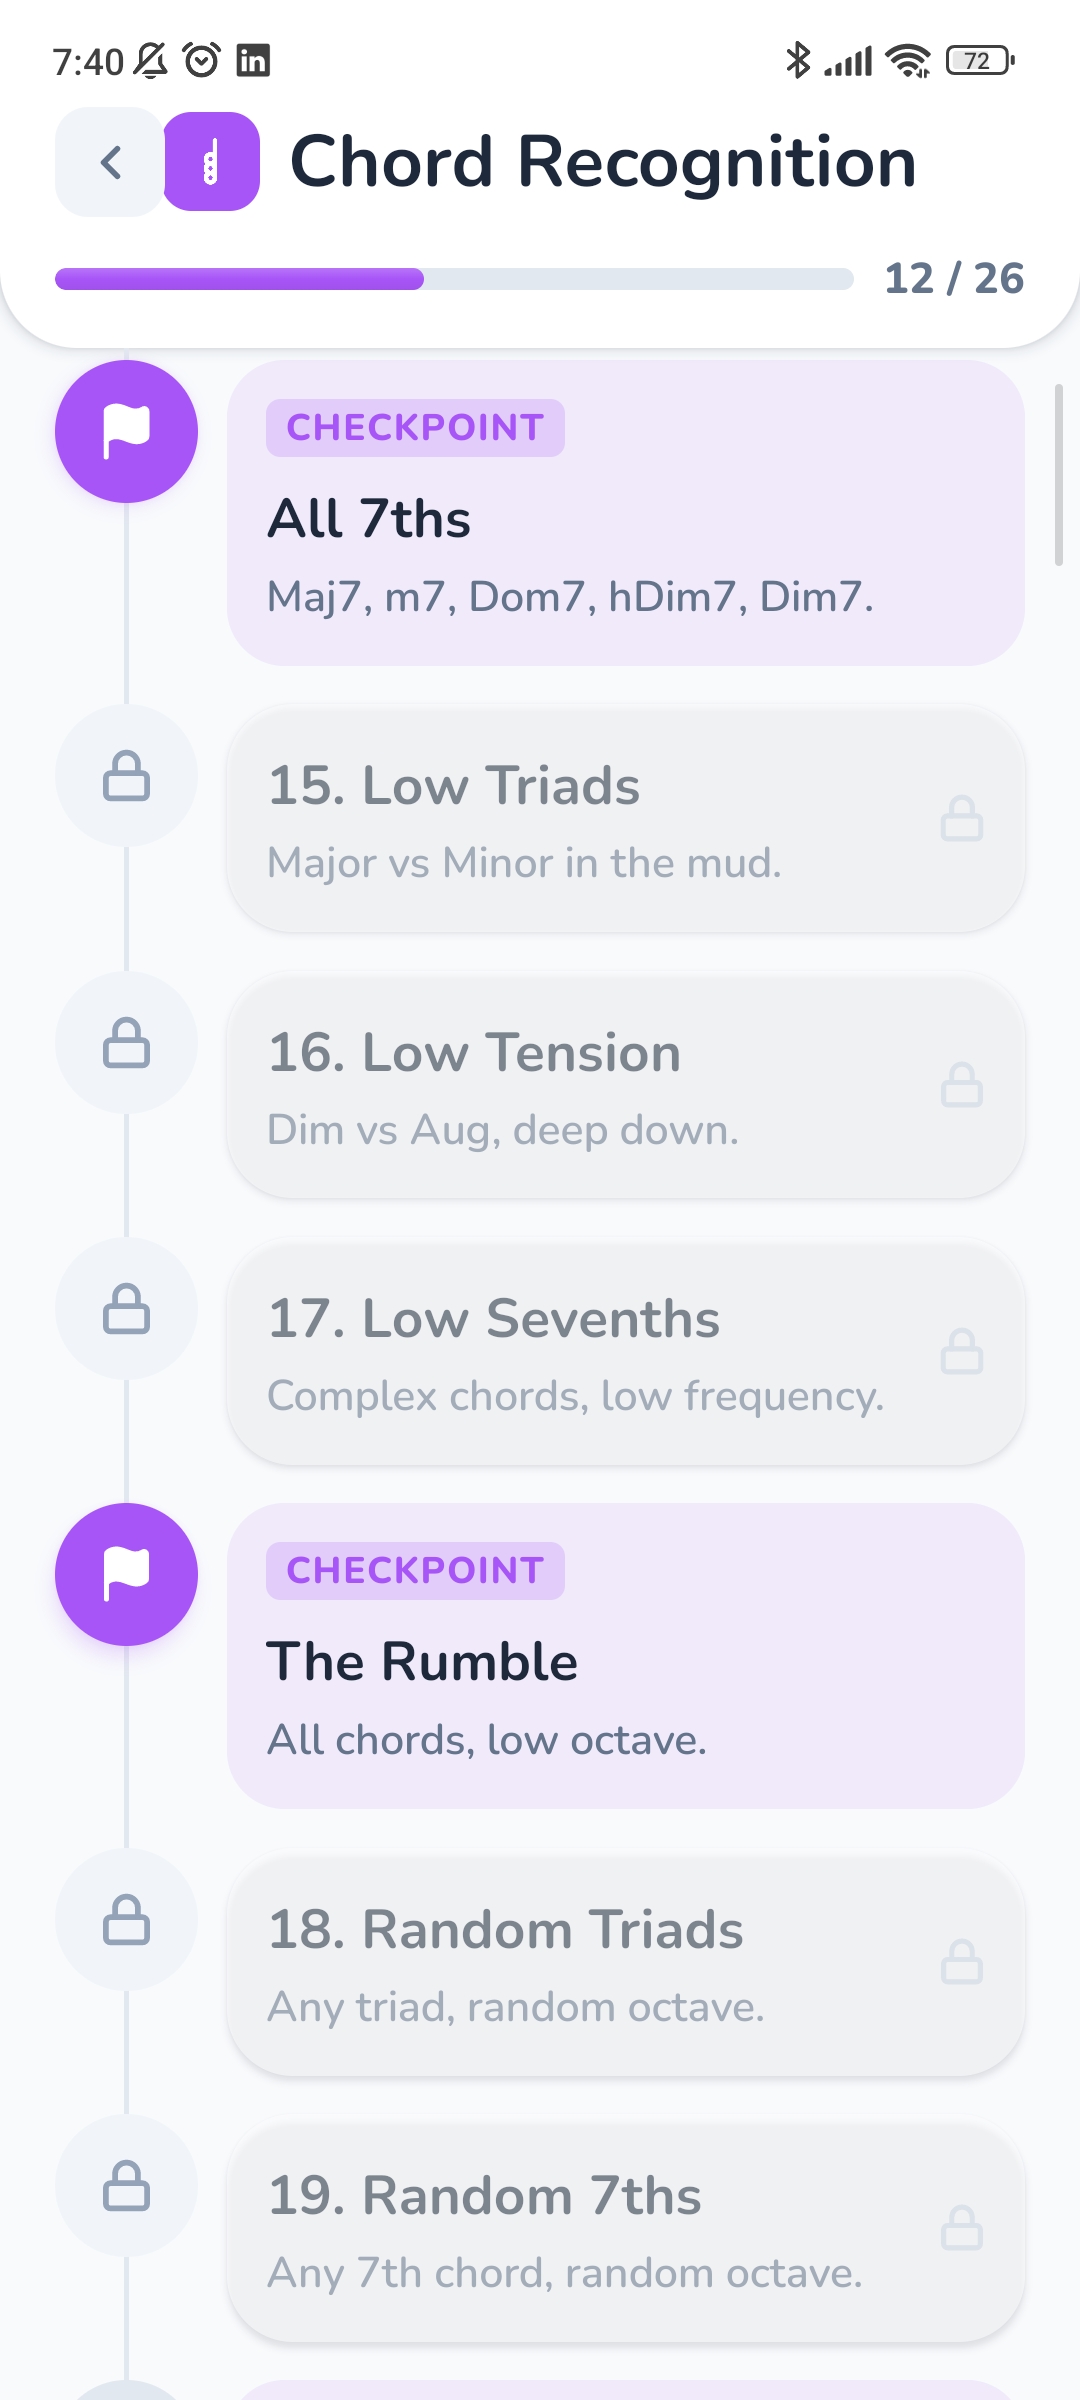 7:40
72
Chord Recognition
12 / 26
CHECKPOINT
All 7ths
Maj7, m7, Dom7, hDim7, Dim7.
15. Low Triads
Major vs Minor in the mud.
16. Low Tension
Dim vs Aug, deep down.
17. Low Sevenths
Complex chords, low frequency.
CHECKPOINT
The Rumble
All chords, low octave.
18. Random Triads
Any triad, random octave.
19. Random 7ths
Any 7th chord, random octave.